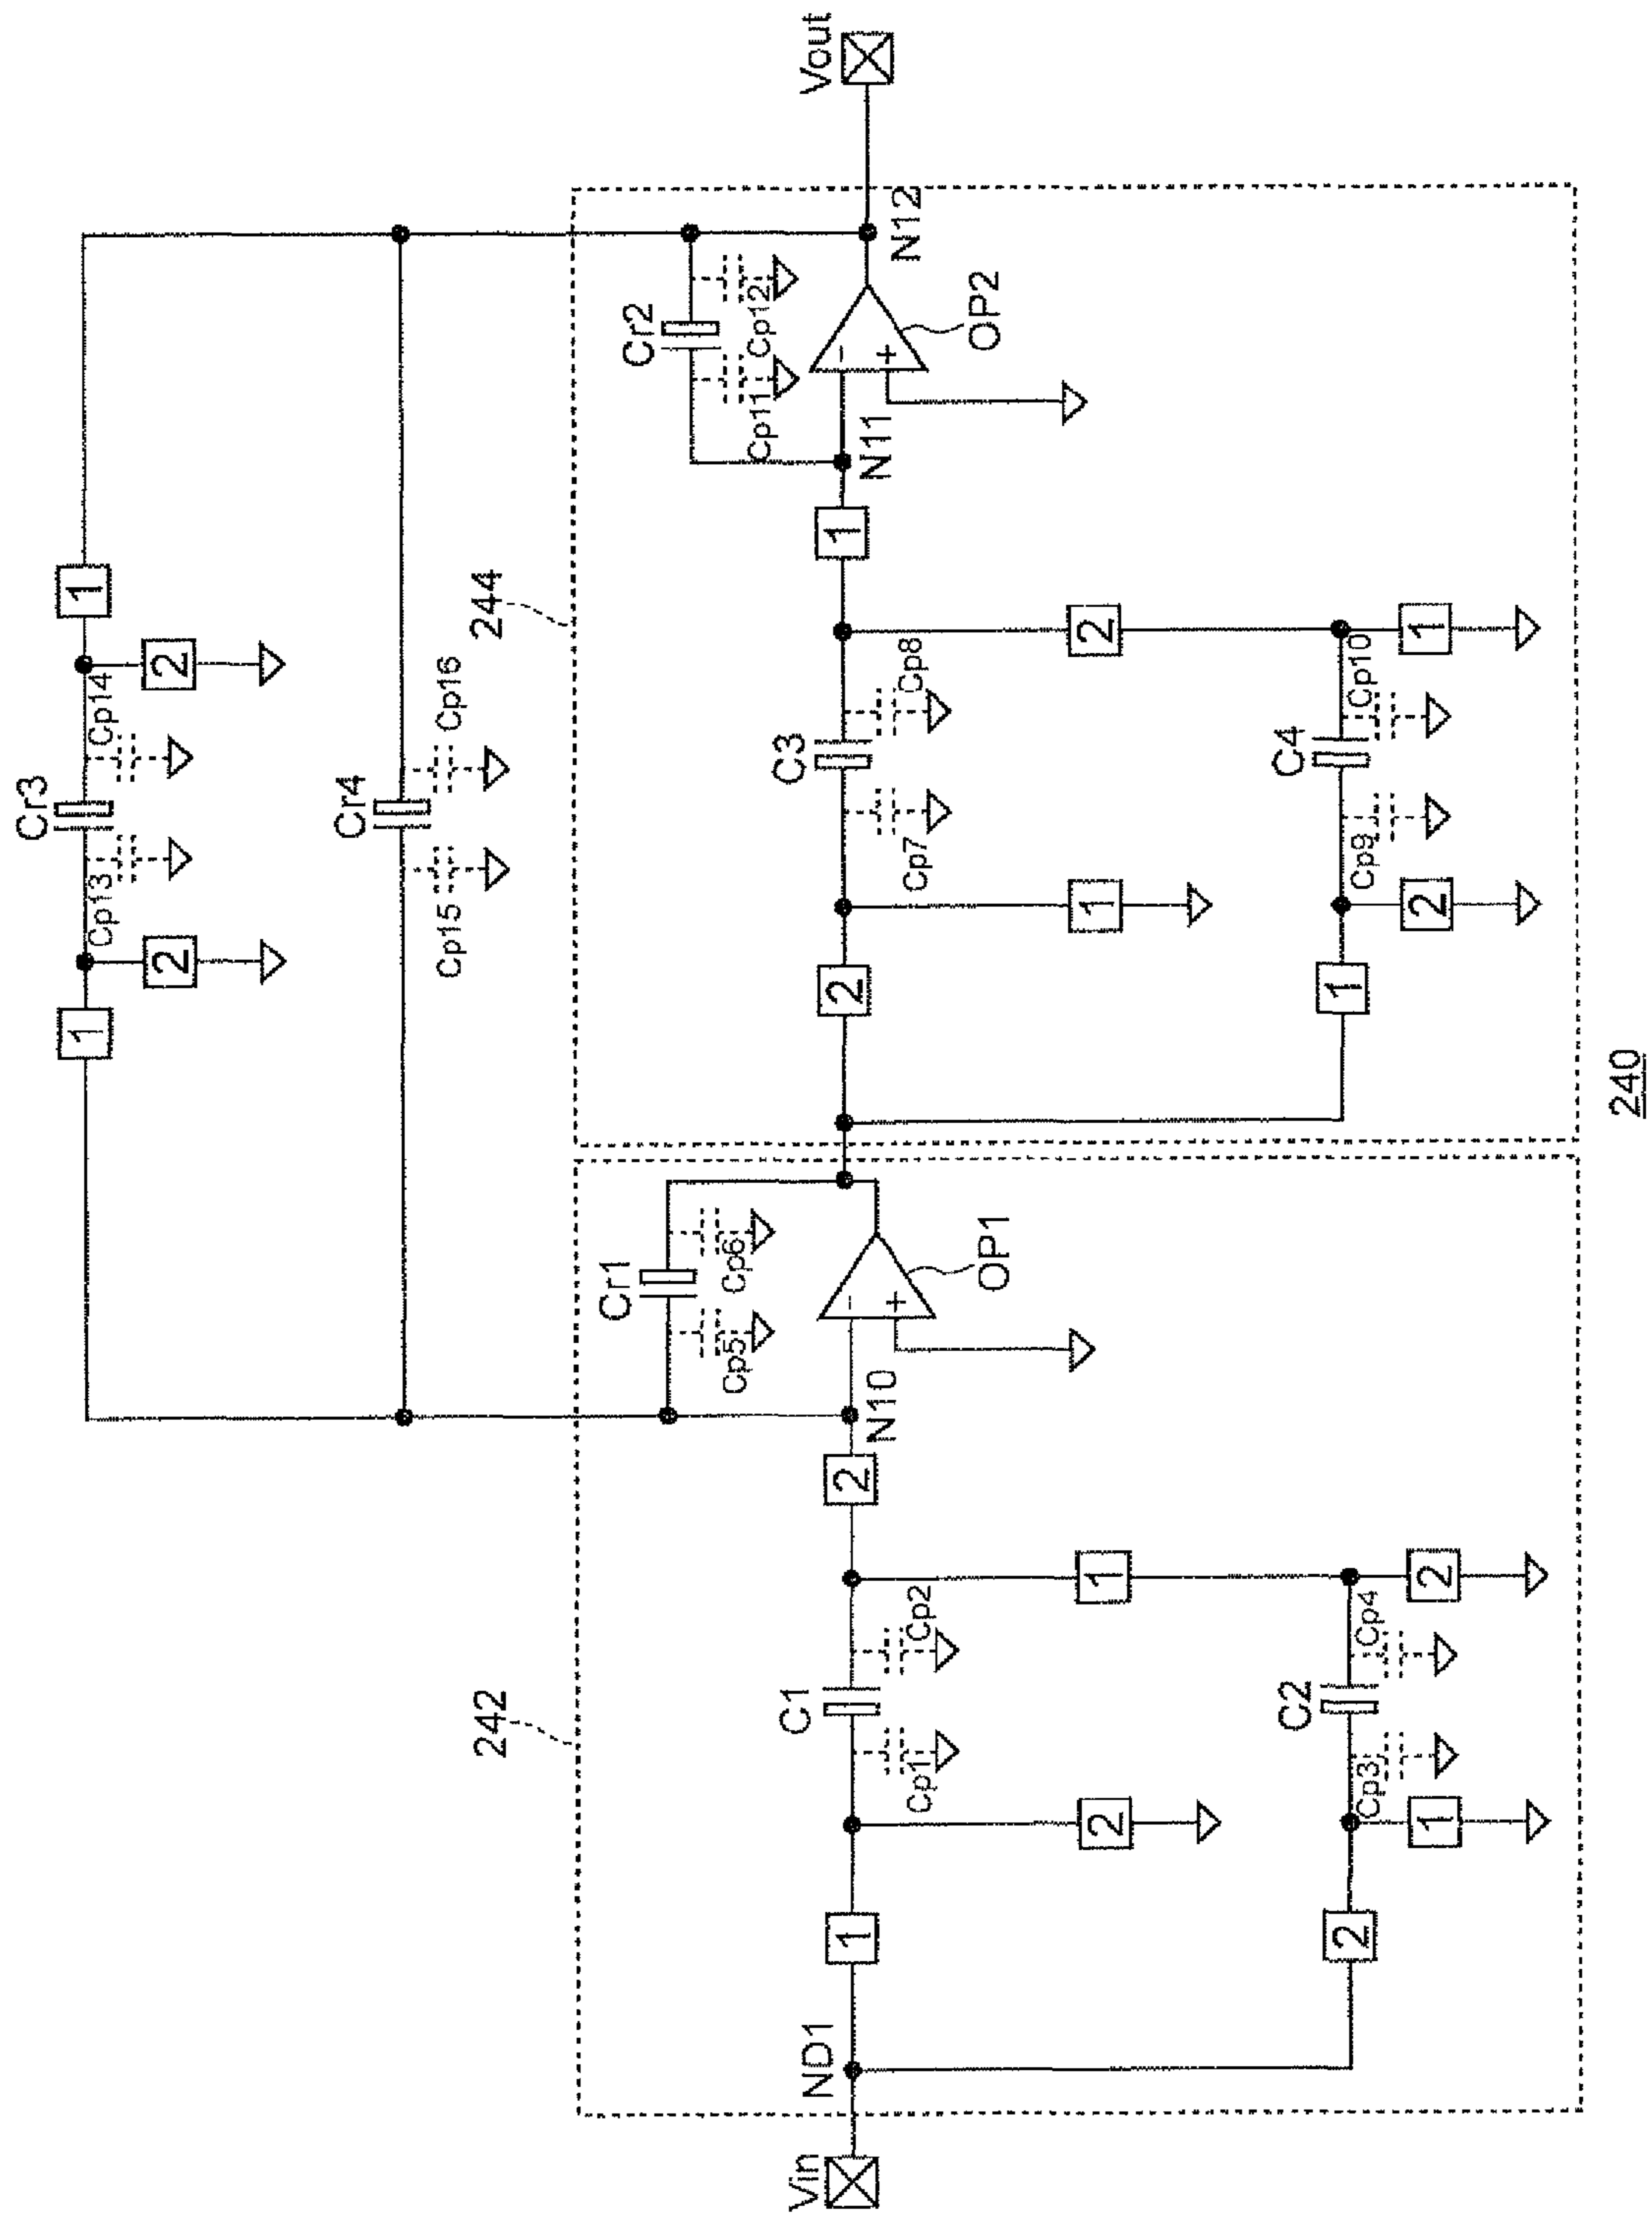 Cr3
1
2
Cp13
Cp14
2
1
Cr4
Cp15
Cp16
242
244
Cr1
Cp5
Cp6
Cr2
Cp11
Cp12
Vin
ND1
1
C1
Cp1
Cp2
2
N10
OP1
- +
2
C3
Cp7
Cp8
1
N11
OP2
- +
N12
Vout
2
1
1
2
2
C2
Cp3
Cp4
1
2
1
C4
Cp9
Cp10
2
1
240